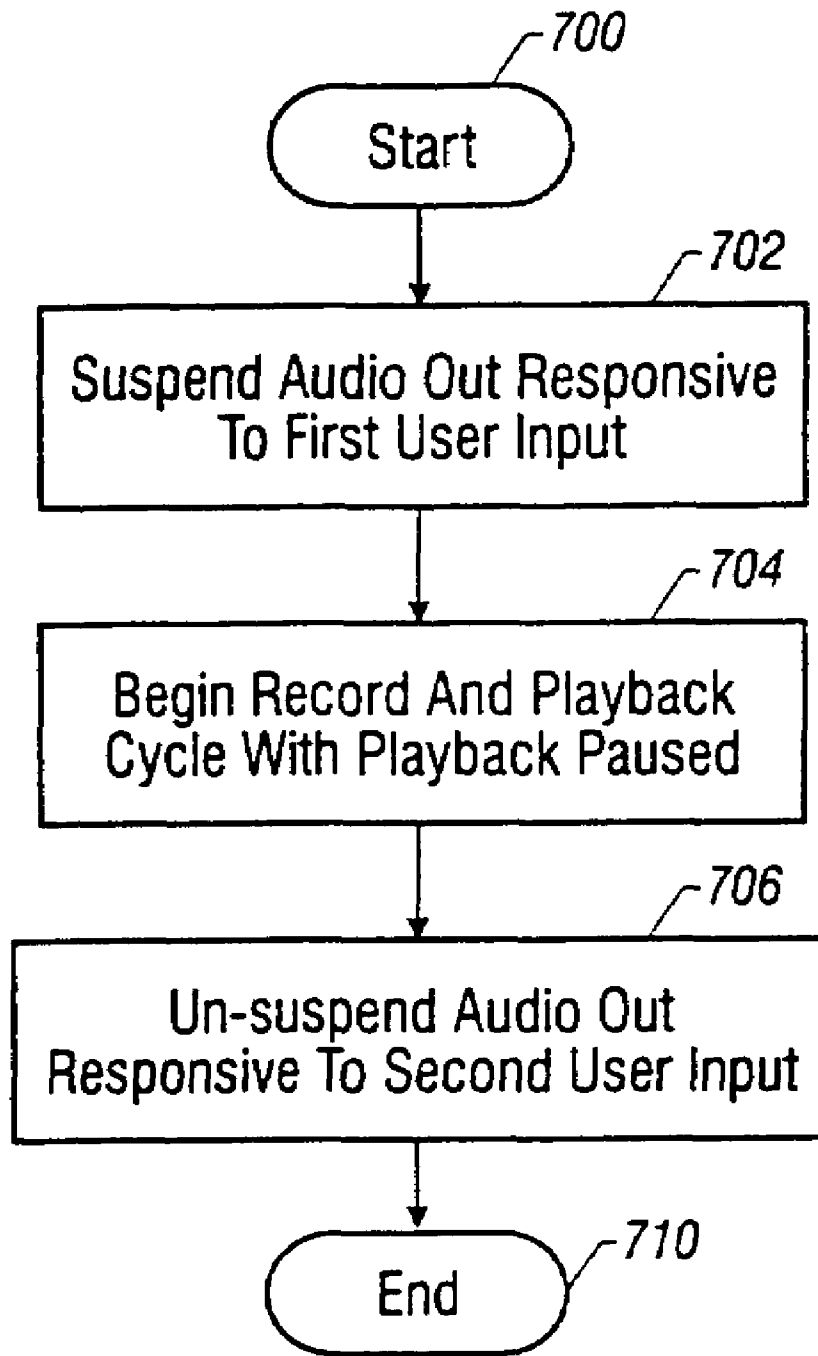 700
Start
702
Suspend Audio Out Responsive
To First User Input
704
Begin Record And Playback
Cycle With Playback Paused
706
Un-suspend Audio Out
Responsive To Second User Input
710
End